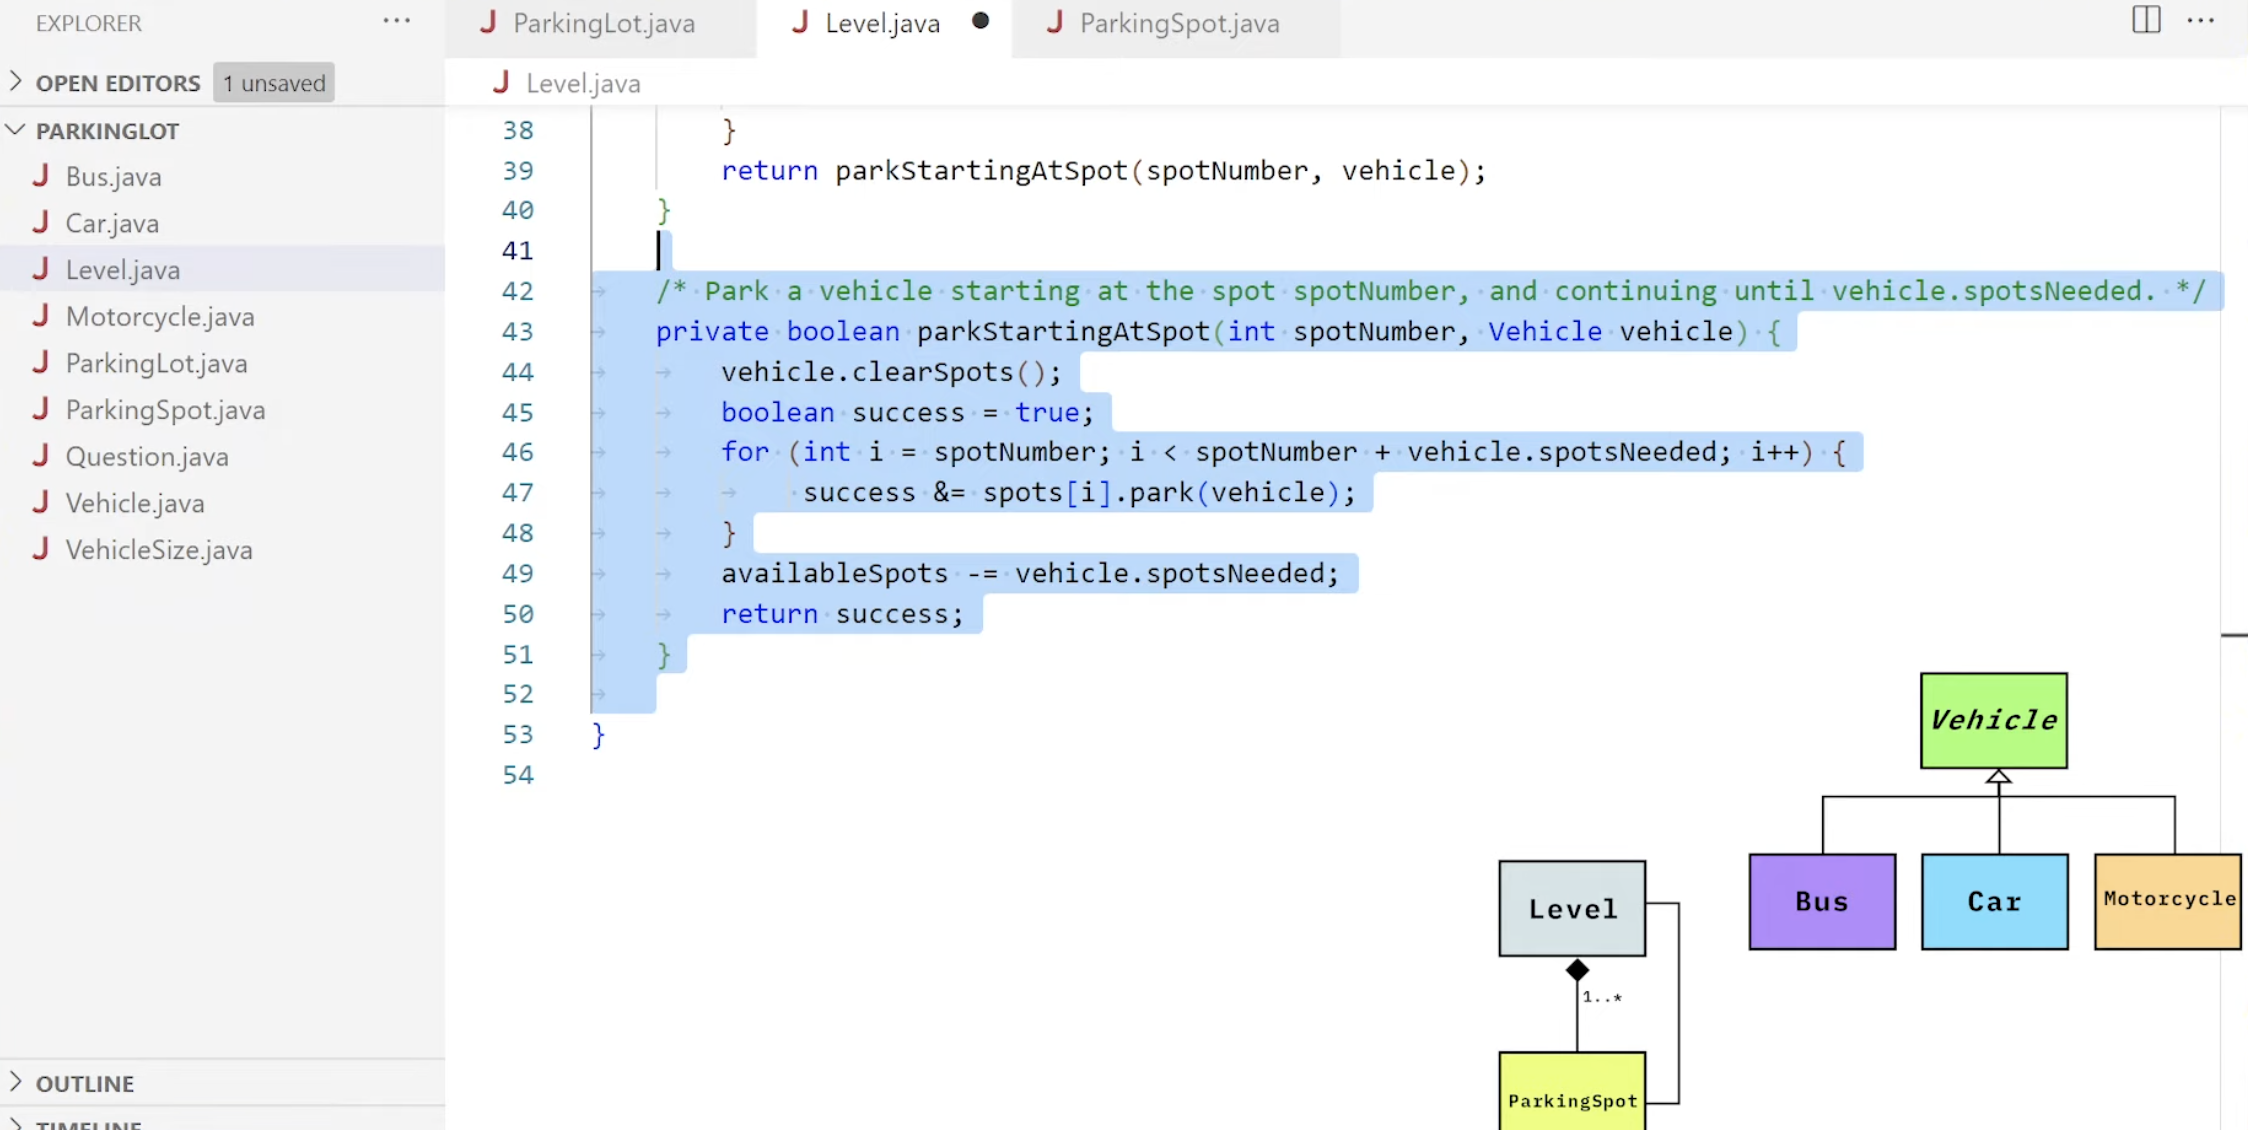 EXPLORER
ParkingLot.java
Level.java
ParkingSpot.java
OPEN EDITORS
1 unsaved
Level.java
PARKINGLOT
Bus.java
Car.java
Level.java
Motorcycle.java
ParkingLot.java
ParkingSpot.java
Question.java
Vehicle.java
VehicleSize.java
OUTLINE
TIMELINE
38 }
39 return parkStartingAtSpot(spotNumber, vehicle);
40 }
41
42 /* Park a vehicle starting at the spot spotNumber, and continuing until vehicle.spotsNeeded. */
43 private boolean parkStartingAtSpot(int spotNumber, Vehicle vehicle) {
44 vehicle.clearSpots();
45 boolean success = true;
46 for (int i = spotNumber; i < spotNumber + vehicle.spotsNeeded; i++) {
47 success &= spots[i].park(vehicle);
48 }
49 availableSpots -= vehicle.spotsNeeded;
50 return success;
51 }
52
53 }
54
Vehicle
Bus
Car
Motorcycle
Level
1..*
ParkingSpot